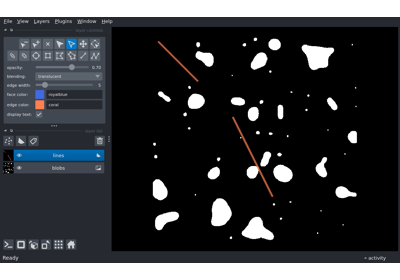 File View Layers Plugins Window Help
opacity: 0.70
blending: translucent
edge width: 5
face color: royalblue
edge color: coral
display text: ✓
lines
blobs
Ready
activity